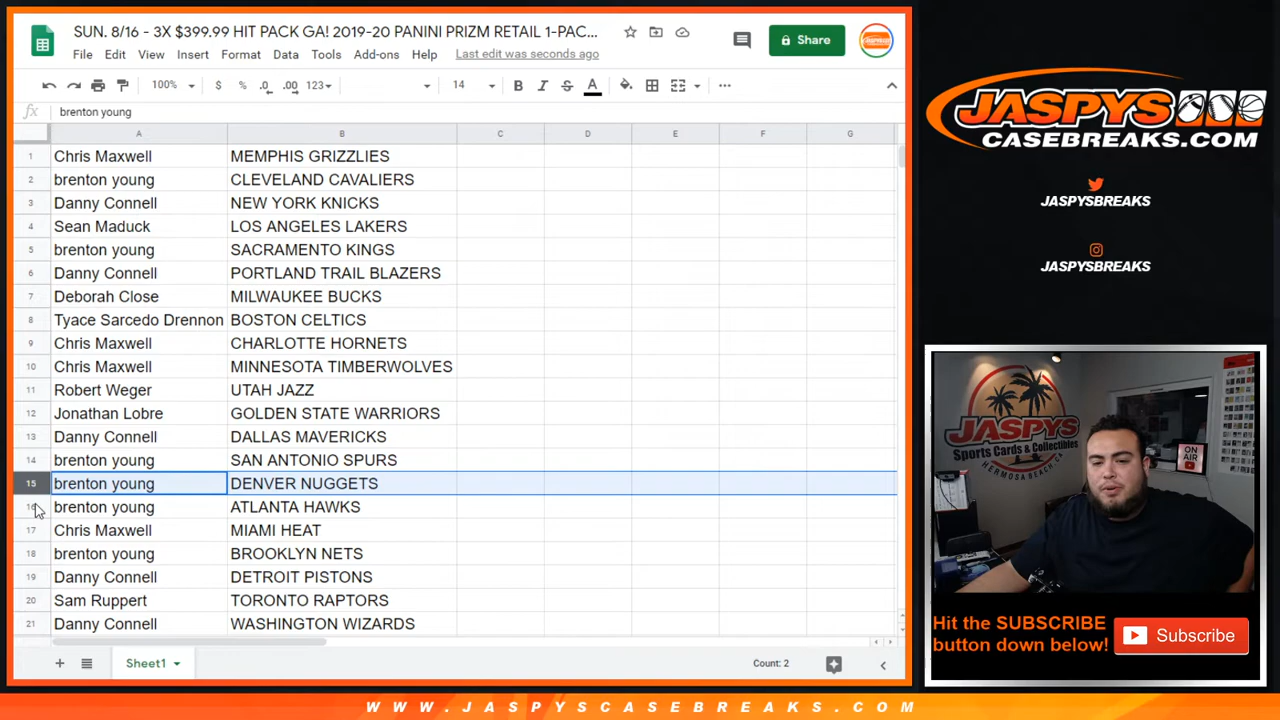 SUN. 8/16 - 3X $399.99 HIT PACK GA! 2019-20 PANINI PRIZM RETAIL 1-PAC...
File Edit View Insert Format Data Tools Add-ons Help Last edit was seconds ago
Share
100% $ % .0 .00 123 14 B I S A
fx brenton young
A B C D E F G
1 Chris Maxwell MEMPHIS GRIZZLIES
2 brenton young CLEVELAND CAVALIERS
3 Danny Connell NEW YORK KNICKS
4 Sean Maduck LOS ANGELES LAKERS
5 brenton young SACRAMENTO KINGS
6 Danny Connell PORTLAND TRAIL BLAZERS
7 Deborah Close MILWAUKEE BUCKS
8 Tyace Sarcedo Drennon BOSTON CELTICS
9 Chris Maxwell CHARLOTTE HORNETS
10 Chris Maxwell MINNESOTA TIMBERWOLVES
11 Robert Weger UTAH JAZZ
12 Jonathan Lobre GOLDEN STATE WARRIORS
13 Danny Connell DALLAS MAVERICKS
14 brenton young SAN ANTONIO SPURS
15 brenton young DENVER NUGGETS
16 brenton young ATLANTA HAWKS
17 Chris Maxwell MIAMI HEAT
18 brenton young BROOKLYN NETS
19 Danny Connell DETROIT PISTONS
20 Sam Ruppert TORONTO RAPTORS
21 Danny Connell WASHINGTON WIZARDS
Sheet1
Count: 2
JASPYS
CASEBREAKS.COM
JASPYSBREAKS
JASPYSBREAKS
JASPYS
Sports Cards & Collectibles
HERMOSA BEACH, CA
ON AIR
Hit the SUBSCRIBE
button down below!
Subscribe
WWW.JASPYSCASEBREAKS.COM